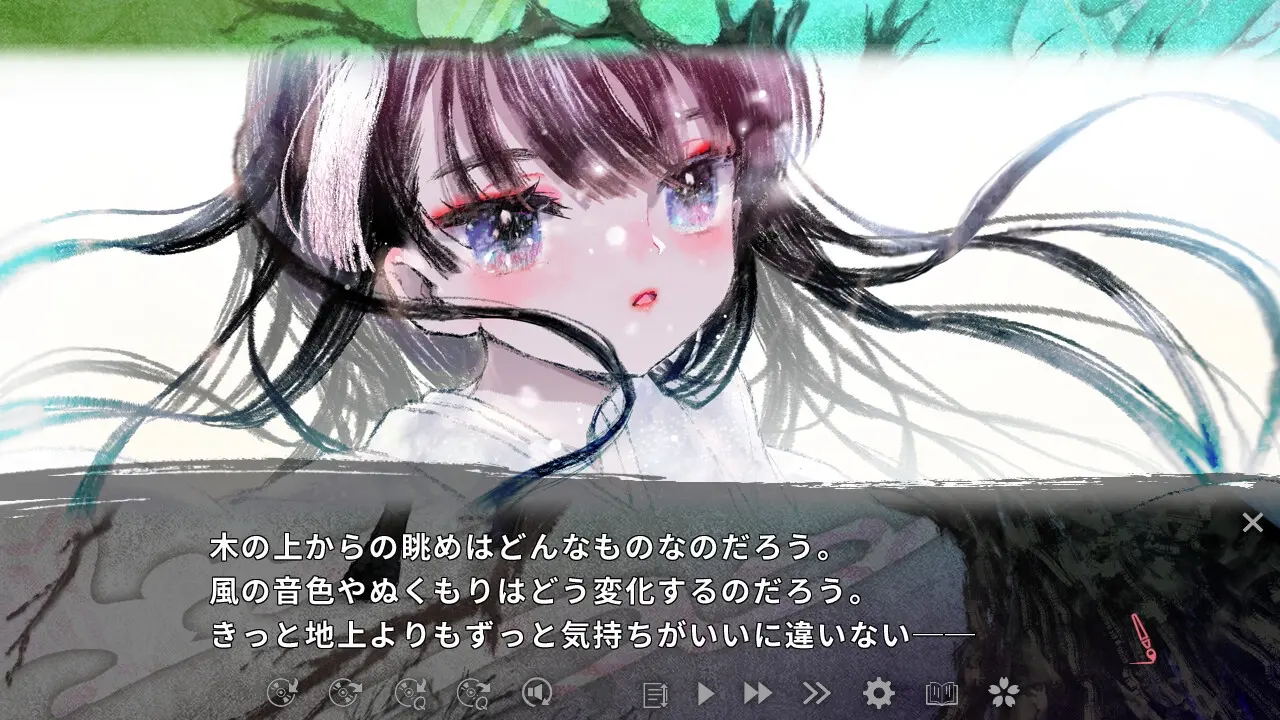 木の上からの眺めはどんなものなのだろう。
風の音色やぬくもりはどう変化するのだろう。
きっと地上よりもずっと気持ちがいいに違いない──